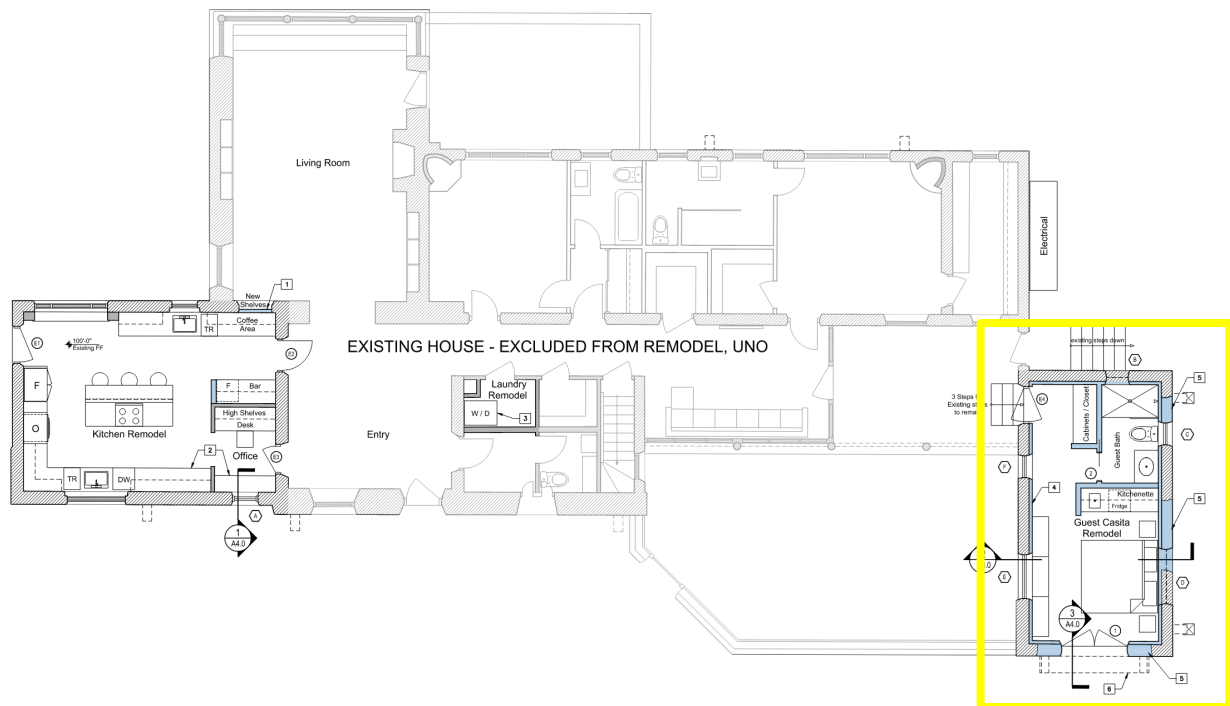 Living Room
Electrical
1
New
Shelves
Coffee
Area
TR
100'-0"
Existing FF
E1
E2
EXISTING HOUSE - EXCLUDED FROM REMODEL, UNO
existing steps down
B
5
F
F
Bar
Laundry
Remodel
3 Steps
Existing
to rema
E4
Cabinets / Closet
Guest Bath
C
W / D
3
High Shelves
Desk
O
Kitchen Remodel
Entry
Office
E3
2
F
2
4
Kitchenette
Fridge
5
TR
DW
A
Guest Casita
Remodel
1
A4.0
E
D
3
A4.0
1
5
6